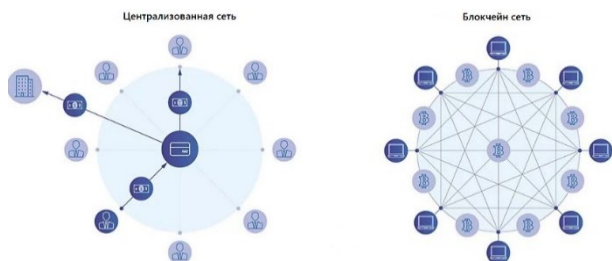 Централизованная сеть
Блокчейн сеть